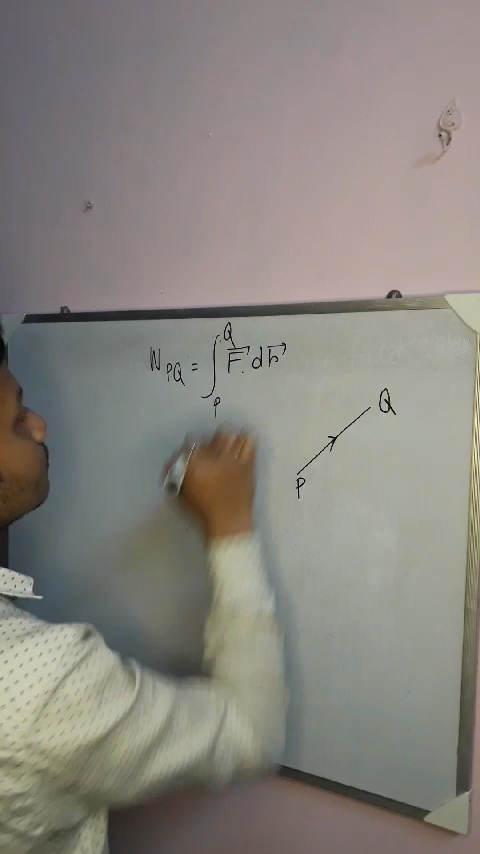 W_PQ = ∫_P^Q F⃗ . dr⃗
Q
P